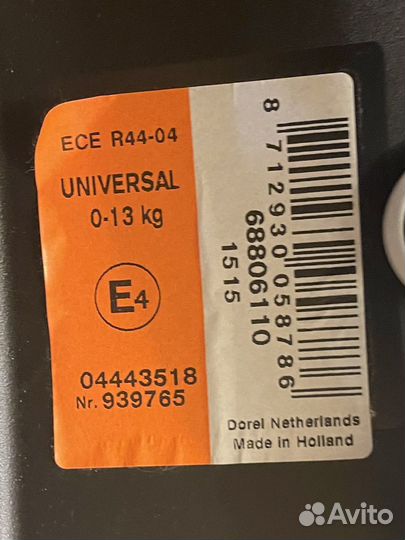 ECE R44-04
UNIVERSAL
0-13 kg
E4
04443518
Nr. 939765
8 712930 058786
68806110
1515
Dorel Netherlands
Made in Holland
Avito